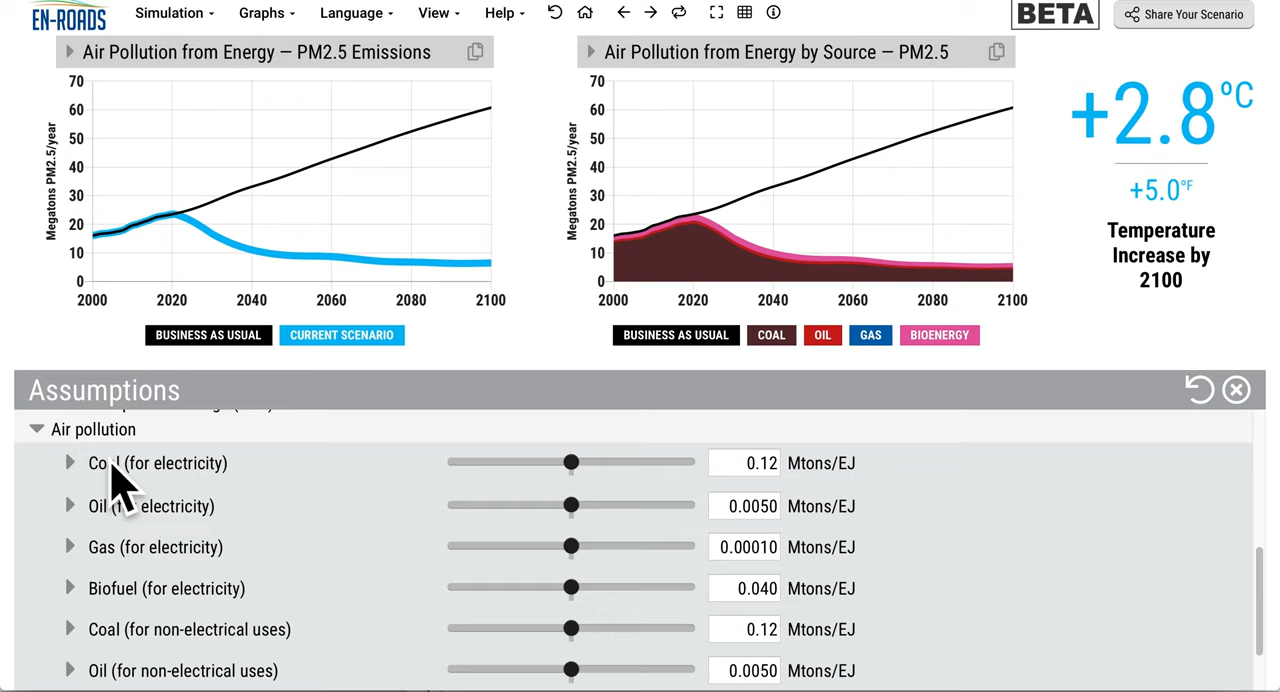 EN-ROADS
Simulation Graphs Language View Help
BETA
Share Your Scenario
Air Pollution from Energy — PM2.5 Emissions
Megatons PM2.5/year
70
60
50
40
30
20
10
0
2000 2020 2040 2060 2080 2100
BUSINESS AS USUAL CURRENT SCENARIO
Air Pollution from Energy by Source — PM2.5
Megatons PM2.5/year
70
60
50
40
30
20
10
0
2000 2020 2040 2060 2080 2100
BUSINESS AS USUAL COAL OIL GAS BIOENERGY
+2.8°C
+5.0°F
Temperature
Increase by
2100
Assumptions
Air pollution
Coal (for electricity) 0.12 Mtons/EJ
Oil (for electricity) 0.0050 Mtons/EJ
Gas (for electricity) 0.00010 Mtons/EJ
Biofuel (for electricity) 0.040 Mtons/EJ
Coal (for non-electrical uses) 0.12 Mtons/EJ
Oil (for non-electrical uses) 0.0050 Mtons/EJ